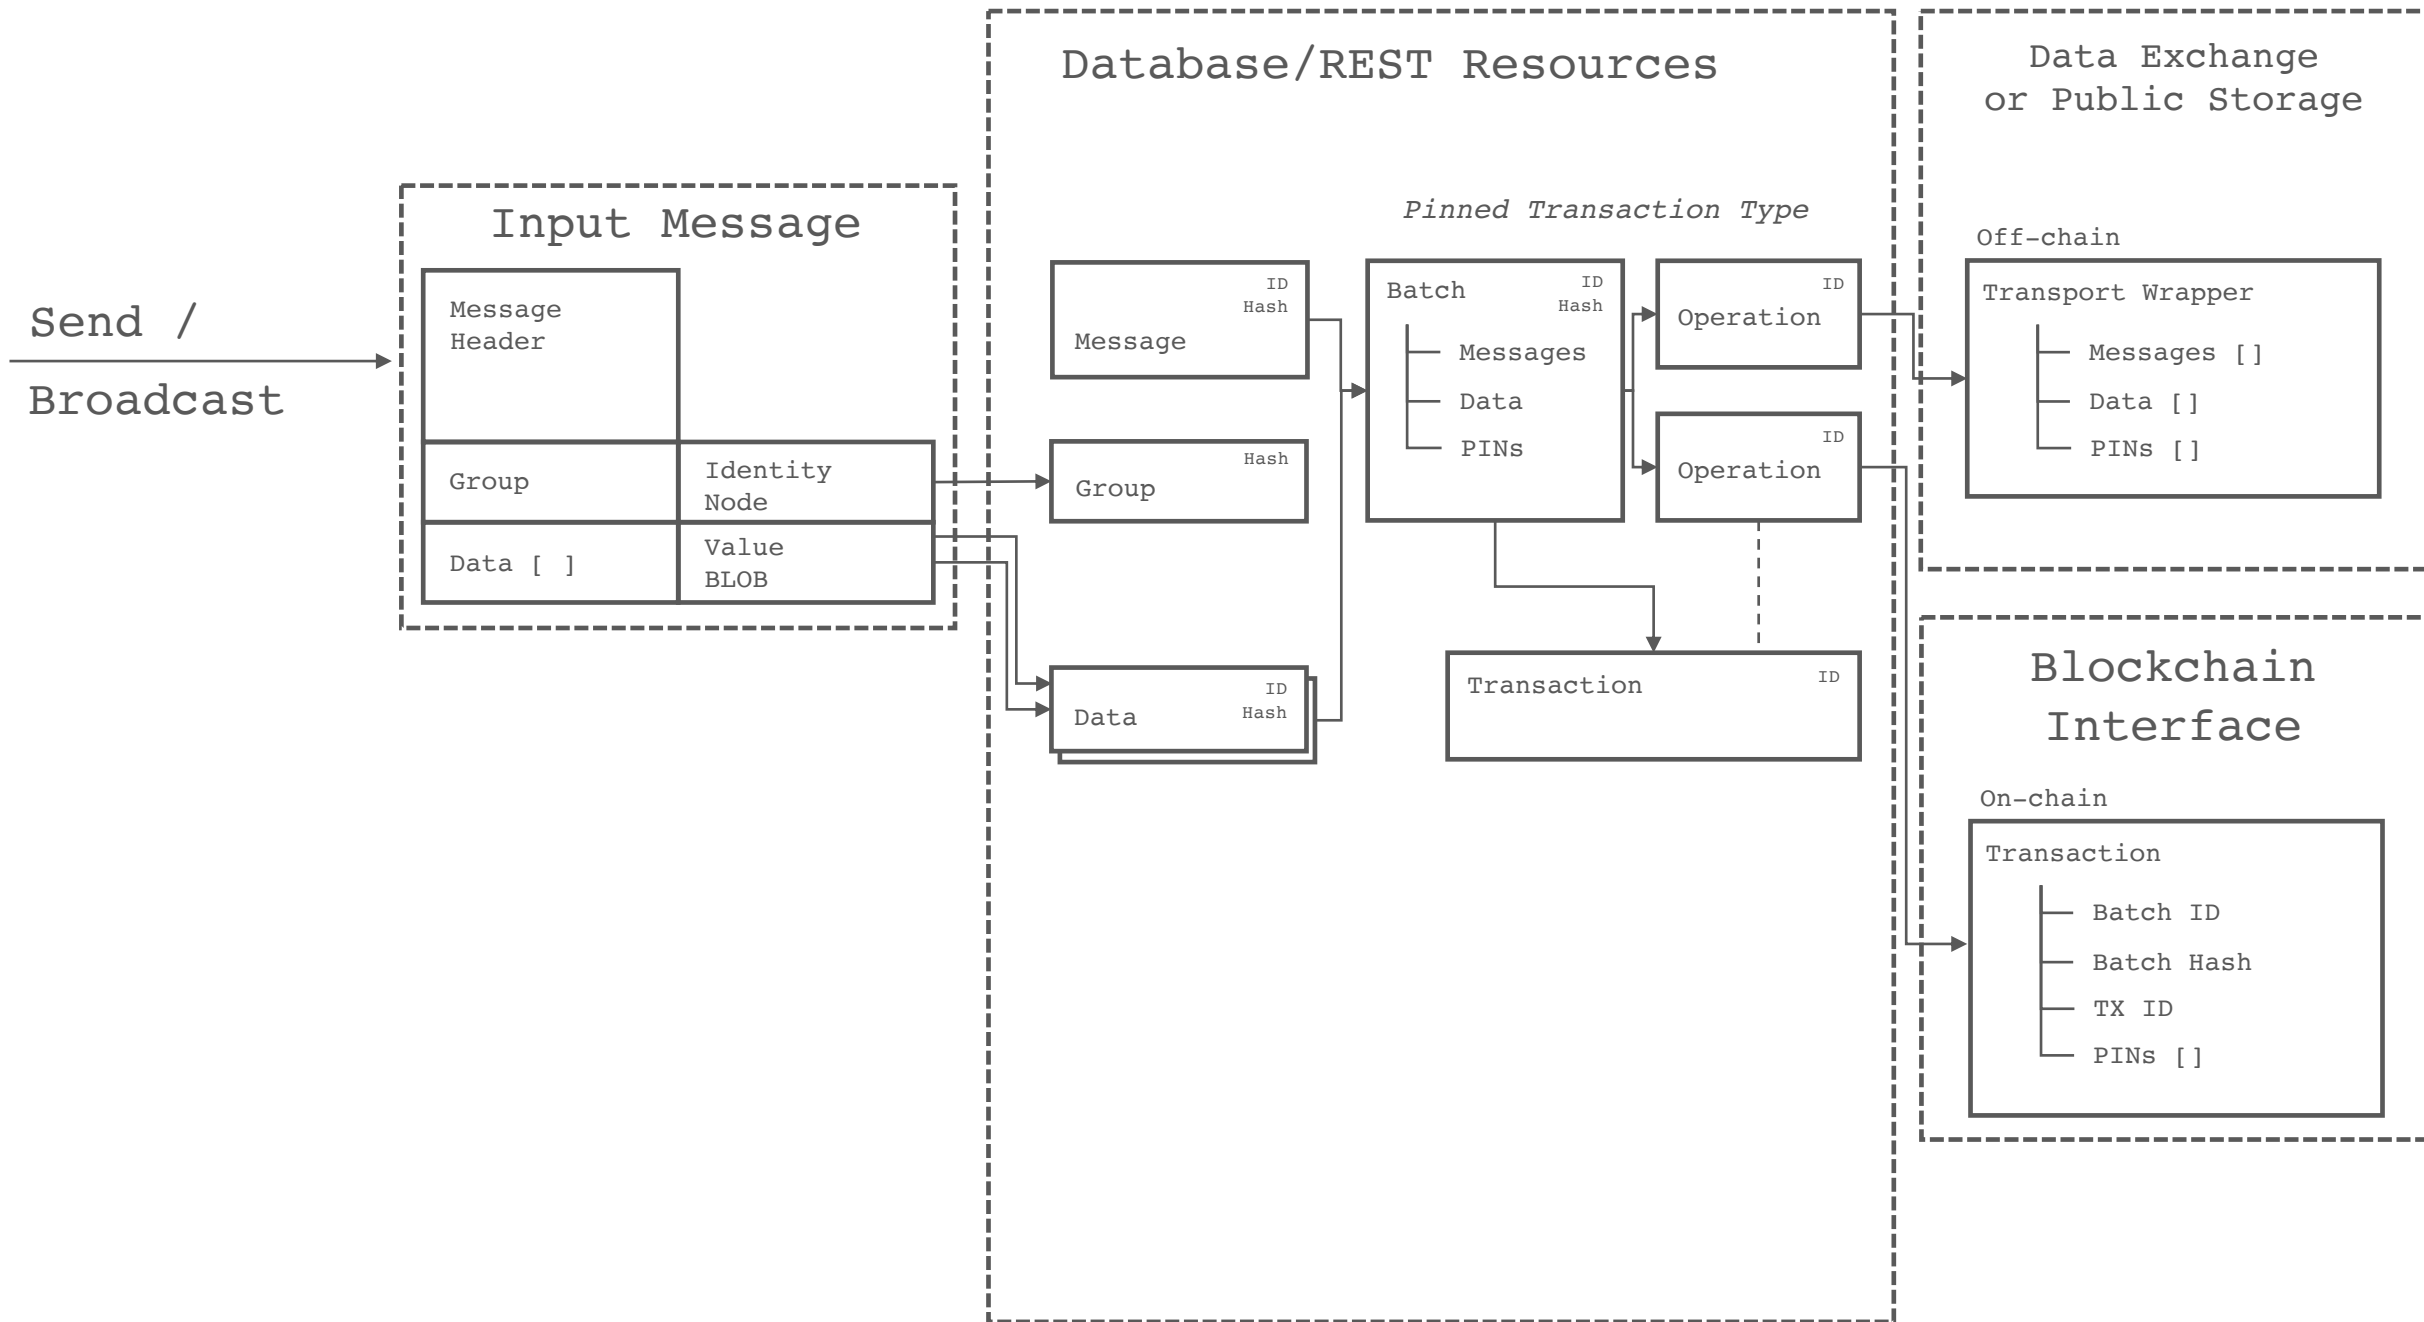 Send /
Broadcast
Input Message
Message
Header
Group
Identity
Node
Data [ ]
Value
BLOB
Database/REST Resources
Pinned Transaction Type
ID
Hash
Message
Hash
Group
ID
Hash
Data
Batch
ID
Hash
Messages
Data
PINs
ID
Operation
ID
Operation
Transaction
ID
Data Exchange
or Public Storage
Off-chain
Transport Wrapper
Messages []
Data []
PINs []
Blockchain
Interface
On-chain
Transaction
Batch ID
Batch Hash
TX ID
PINs []